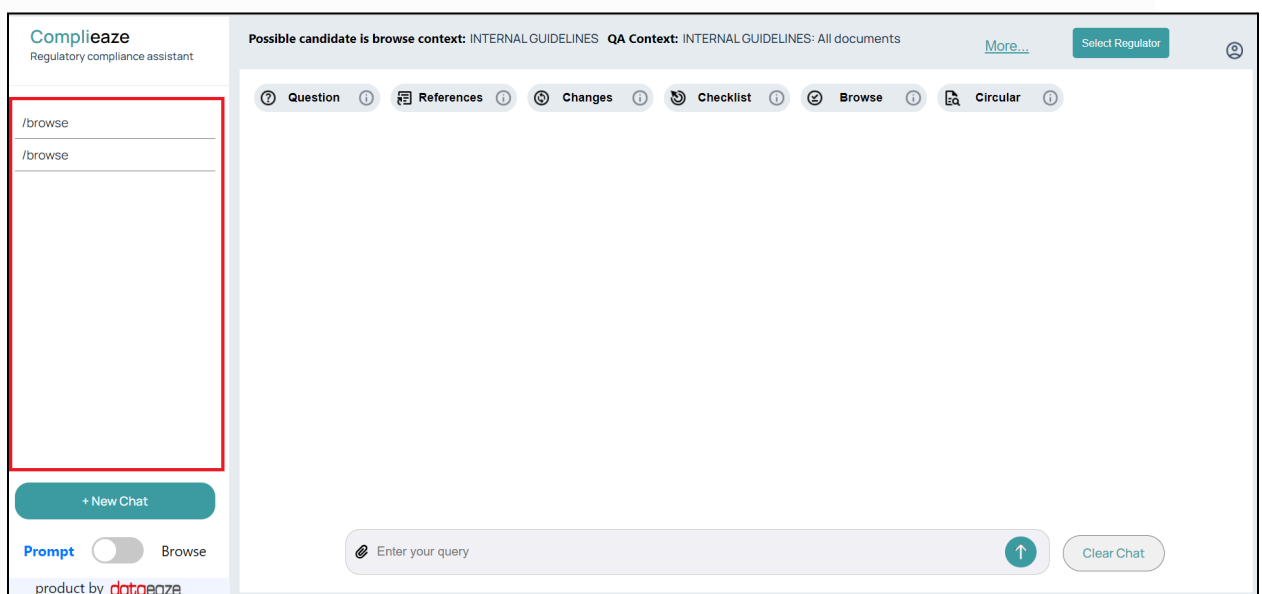 Complieaze
Regulatory compliance assistant
Possible candidate is browse context: INTERNAL GUIDELINES QA Context: INTERNAL GUIDELINES: All documents
More...
Select Regulator
Question
References
Changes
Checklist
Browse
Circular
/browse
/browse
+ New Chat
Prompt Browse
Enter your query
Clear Chat
product by dataeaze